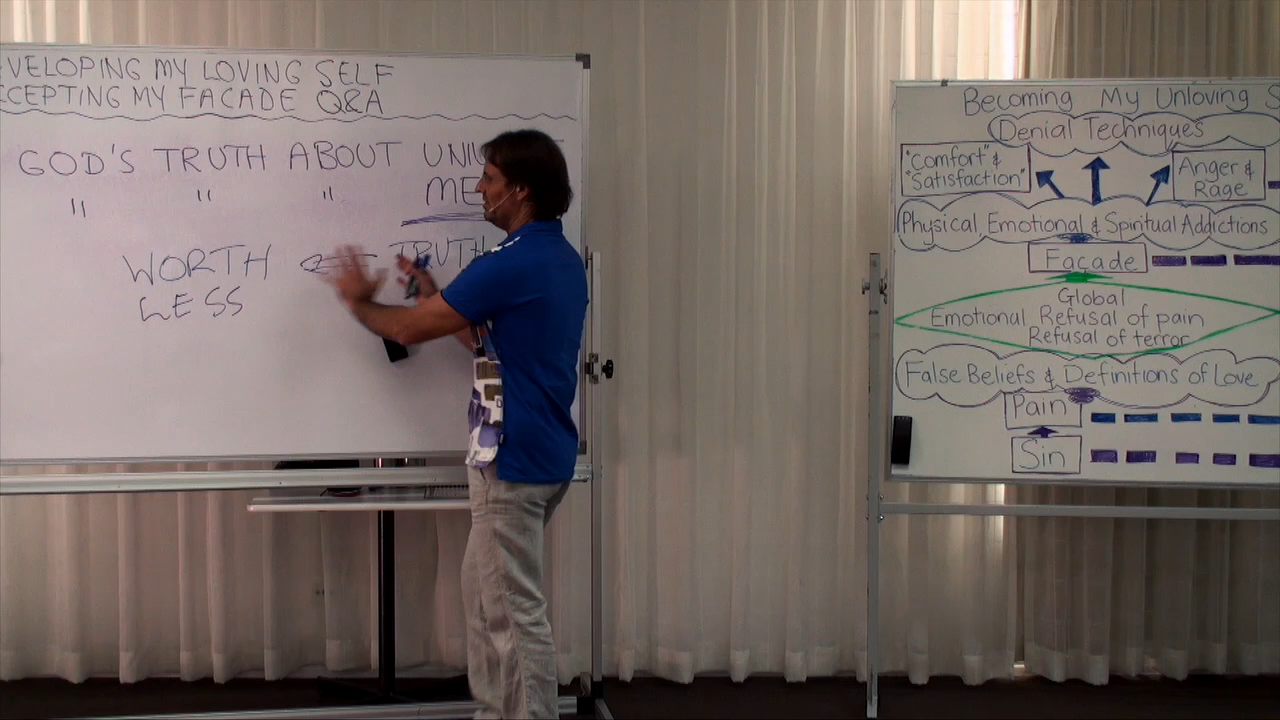 EVELOPING MY LOVING SELF
CCEPTING MY FACADE Q&A
GOD'S TRUTH ABOUT
" " " ME
WORTH TRUTH
LESS
Becoming My Unloving S
Denial Techniques
"Comfort" &
"Satisfaction"
Anger &
Rage
Physical, Emotional & Spiritual Addictions
Façade
Global
Emotional Refusal of pain
Refusal of terror
False Beliefs & Definitions of Love
Pain
Sin